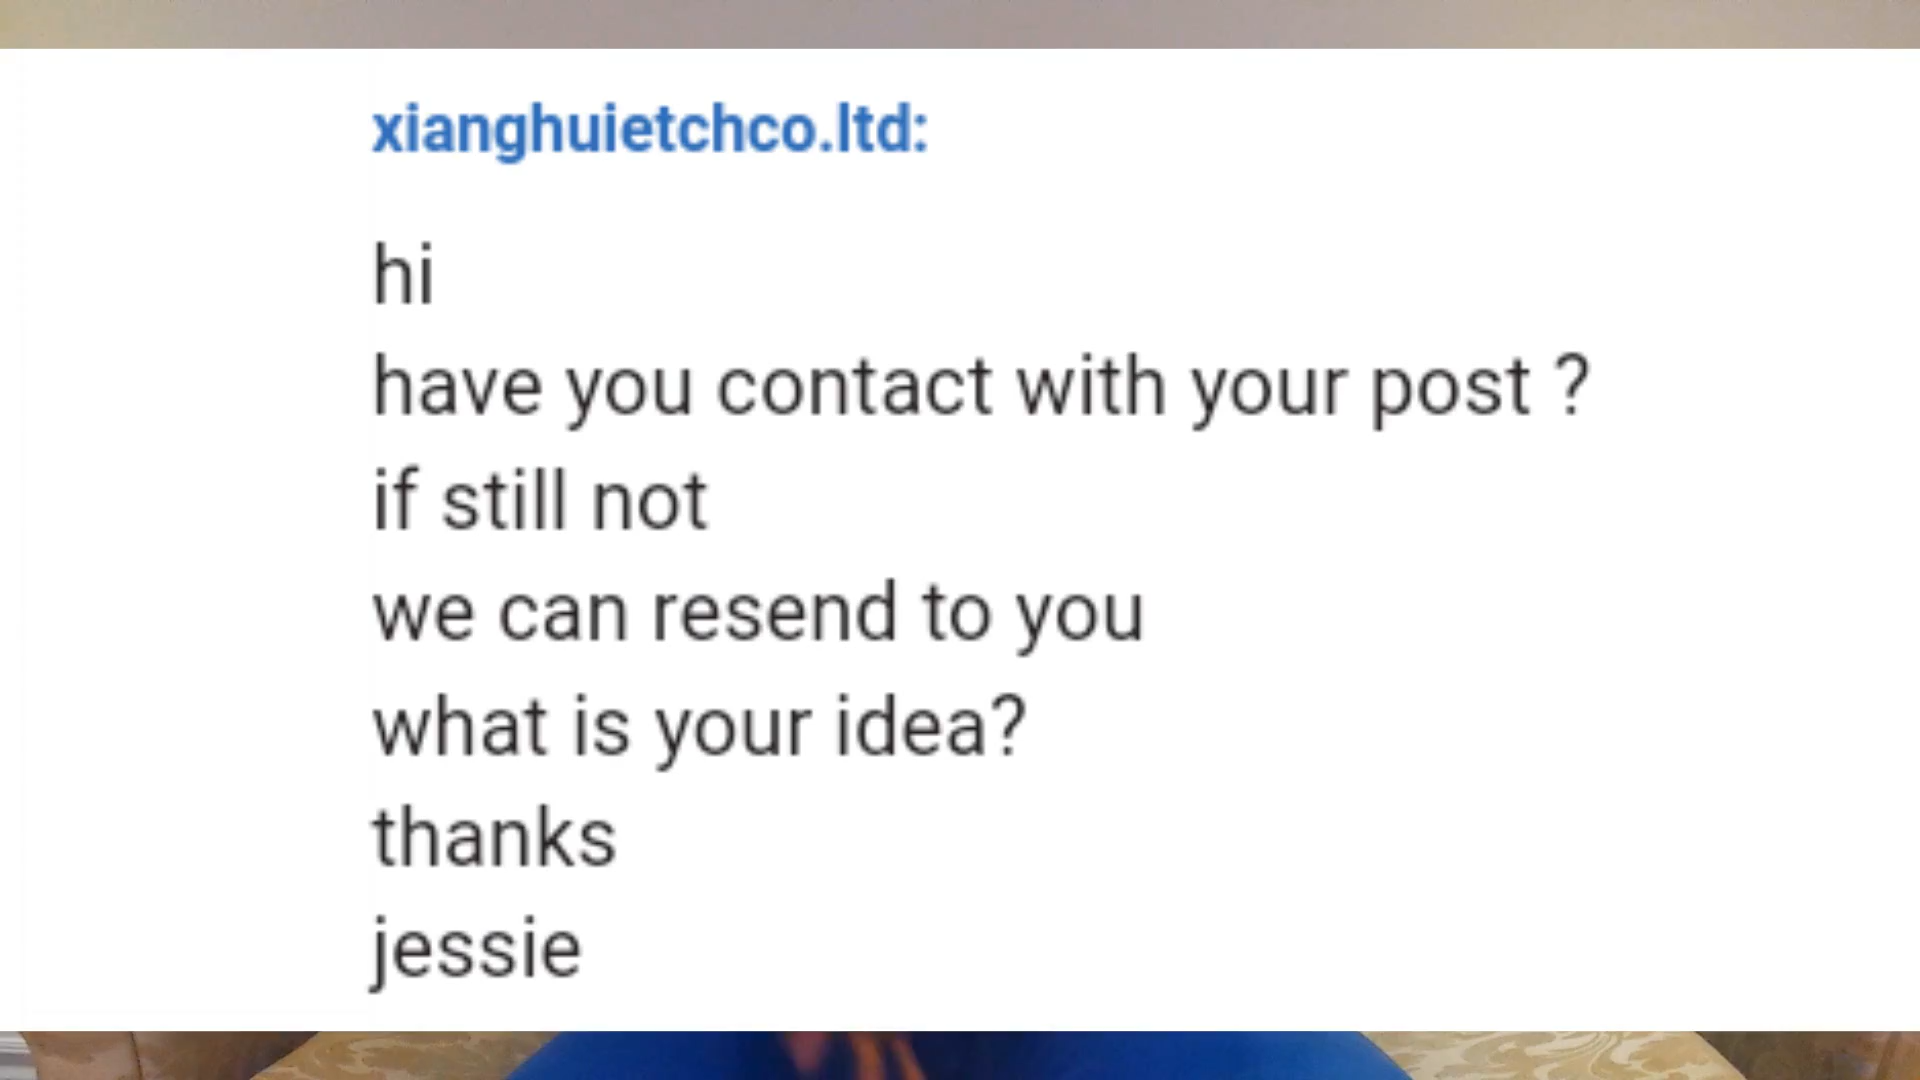 xianghuietchco.ltd:
hi
have you contact with your post ?
if still not
we can resend to you
what is your idea?
thanks
jessie